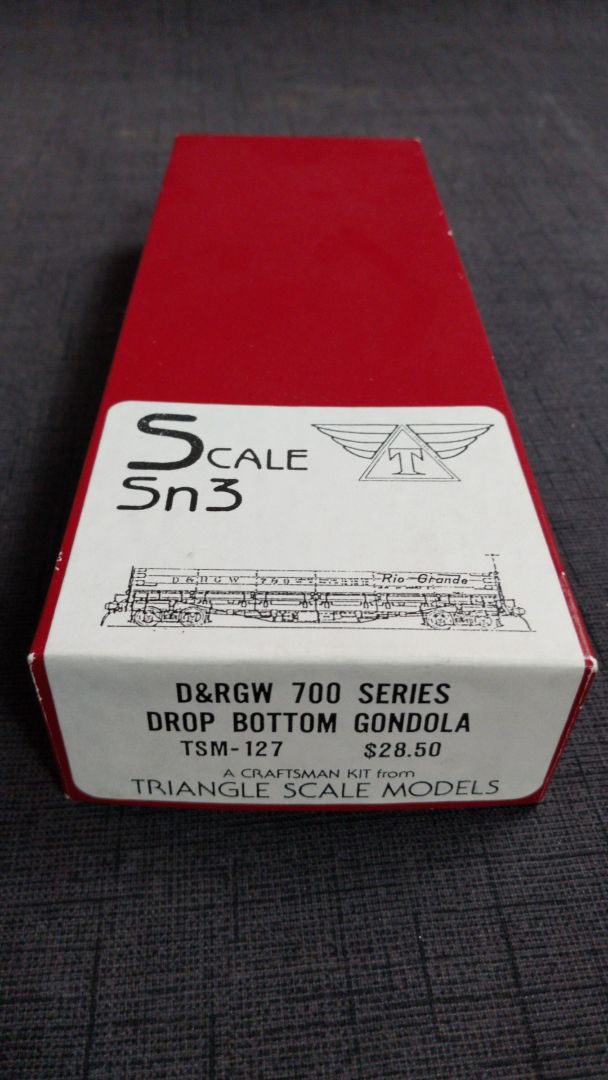 SCALE
Sn3
T
D&RGW 700 Rio Grande
D&RGW 700 SERIES
DROP BOTTOM GONDOLA
TSM-127 $28.50
A CRAFTSMAN KIT from
TRIANGLE SCALE MODELS